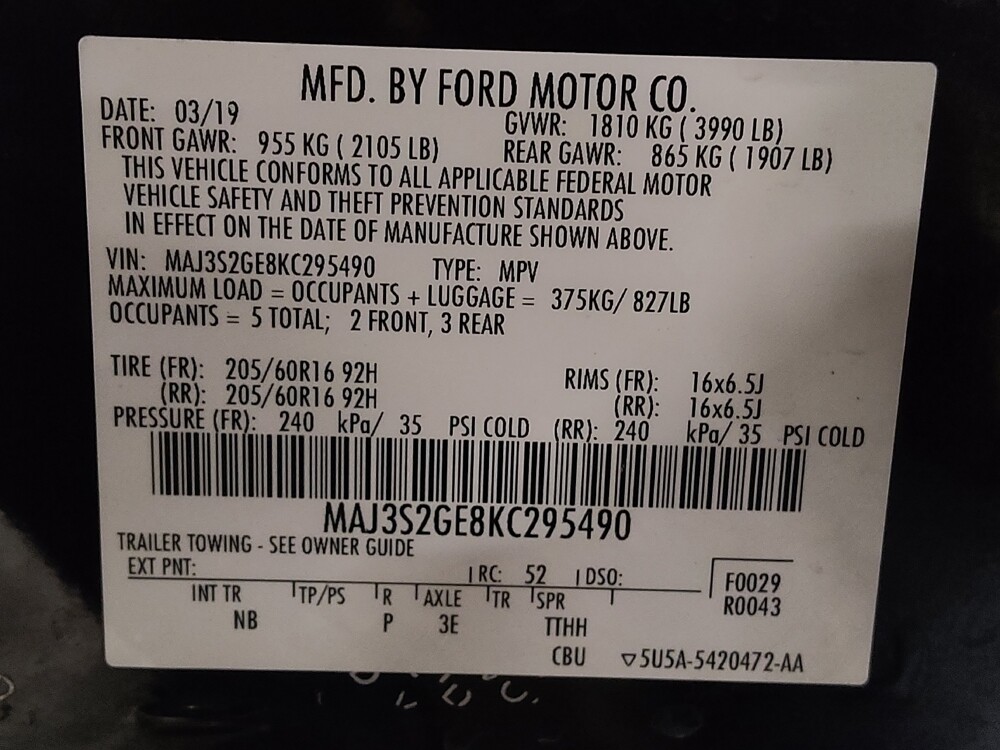 MFD. BY FORD MOTOR CO.
DATE: 03/19 GVWR: 1810 KG ( 3990 LB)
FRONT GAWR: 955 KG ( 2105 LB) REAR GAWR: 865 KG ( 1907 LB)
THIS VEHICLE CONFORMS TO ALL APPLICABLE FEDERAL MOTOR
VEHICLE SAFETY AND THEFT PREVENTION STANDARDS
IN EFFECT ON THE DATE OF MANUFACTURE SHOWN ABOVE.
VIN: MAJ3S2GE8KC295490 TYPE: MPV
MAXIMUM LOAD = OCCUPANTS + LUGGAGE = 375KG/ 827LB
OCCUPANTS = 5 TOTAL; 2 FRONT, 3 REAR
TIRE (FR): 205/60R16 92H RIMS (FR): 16x6.5J
(RR): 205/60R16 92H (RR): 16x6.5J
PRESSURE (FR): 240 kPa/ 35 PSI COLD (RR): 240 kPa/ 35 PSI COLD
MAJ3S2GE8KC295490
TRAILER TOWING - SEE OWNER GUIDE
EXT PNT: RC: 52 DSO: F0029
INT TR TP/PS R AXLE TR SPR R0043
NB P 3E TTHH
CBU ▽5U5A-5420472-AA